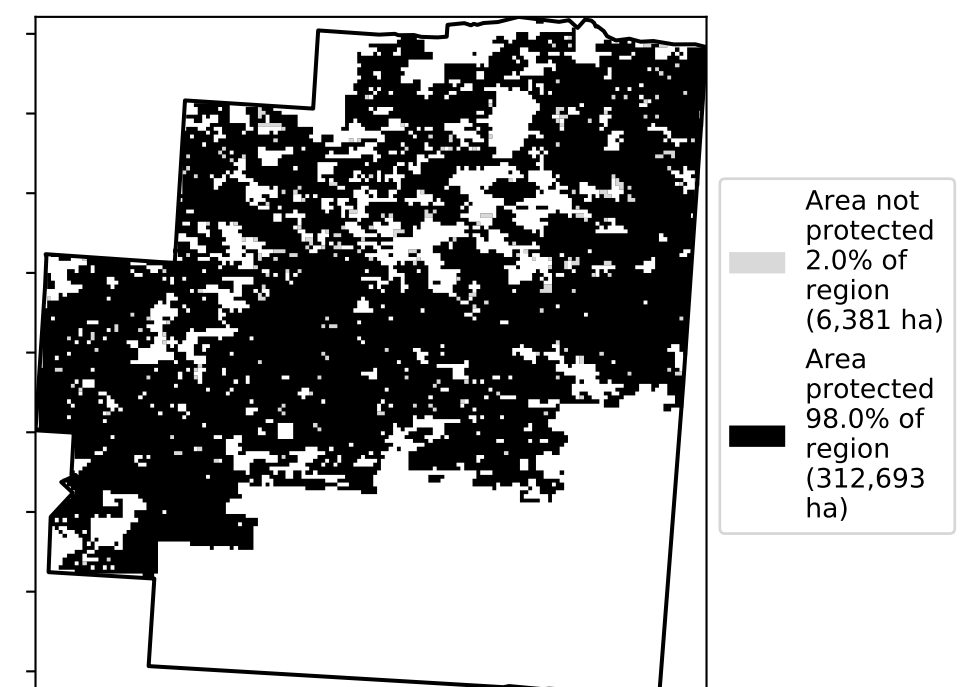 Area not
protected
2.0% of
region
(6,381 ha)
Area
protected
98.0% of
region
(312,693
ha)